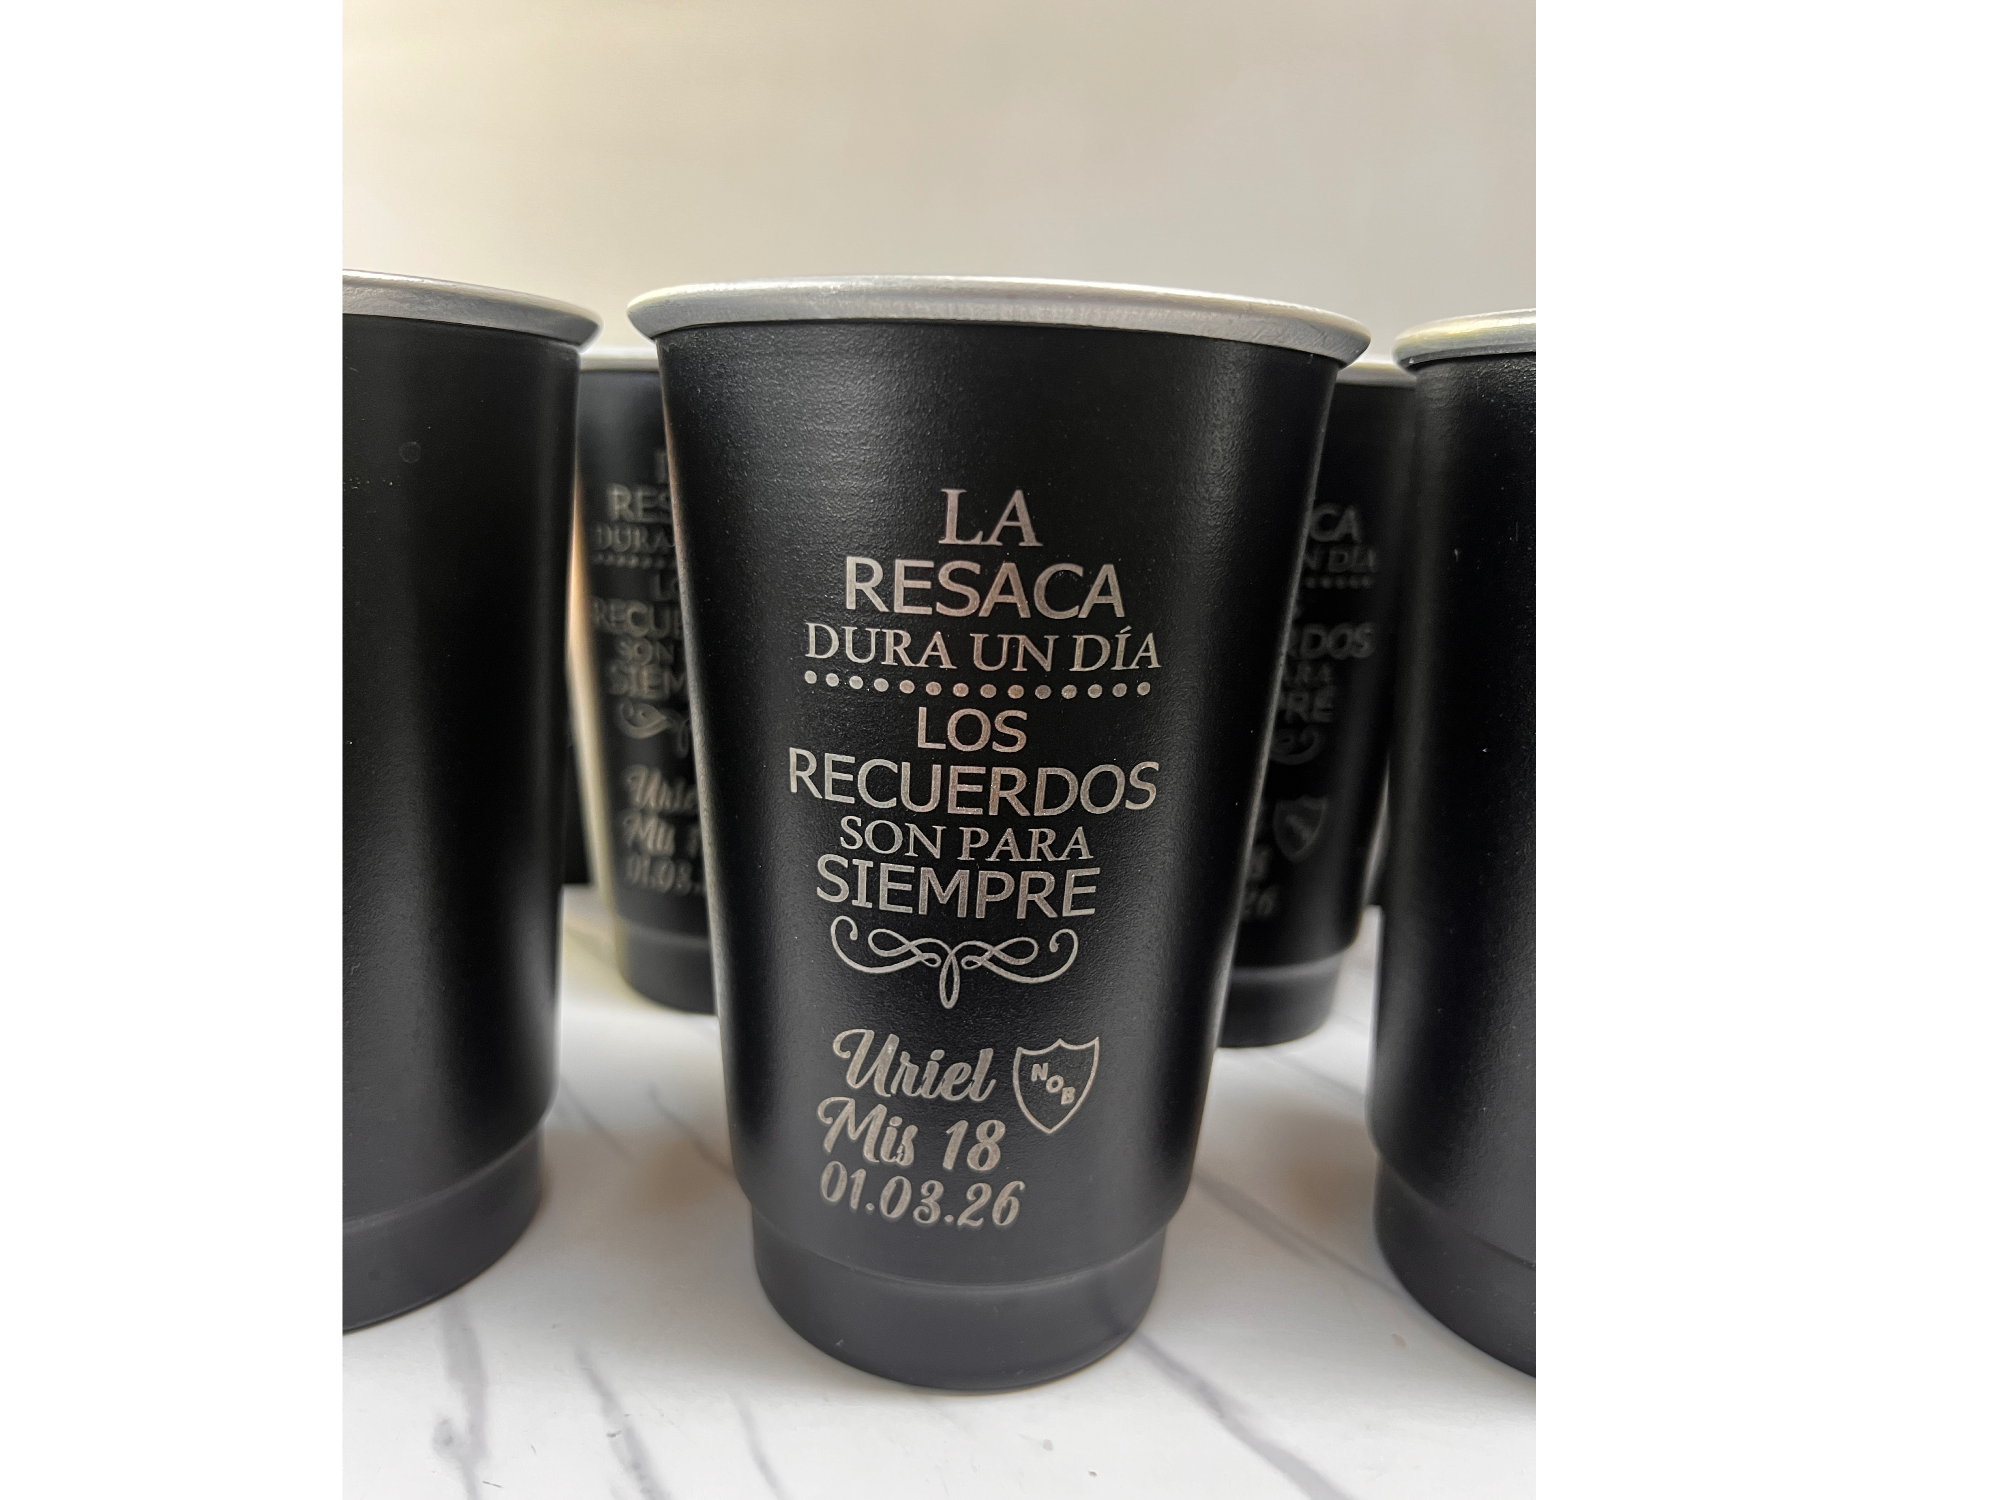 LA
RESACA
DURA UN DÍA
LOS
RECUERDOS
SON PARA
SIEMPRE
Uriel
NOB
Mis 18
01.03.26